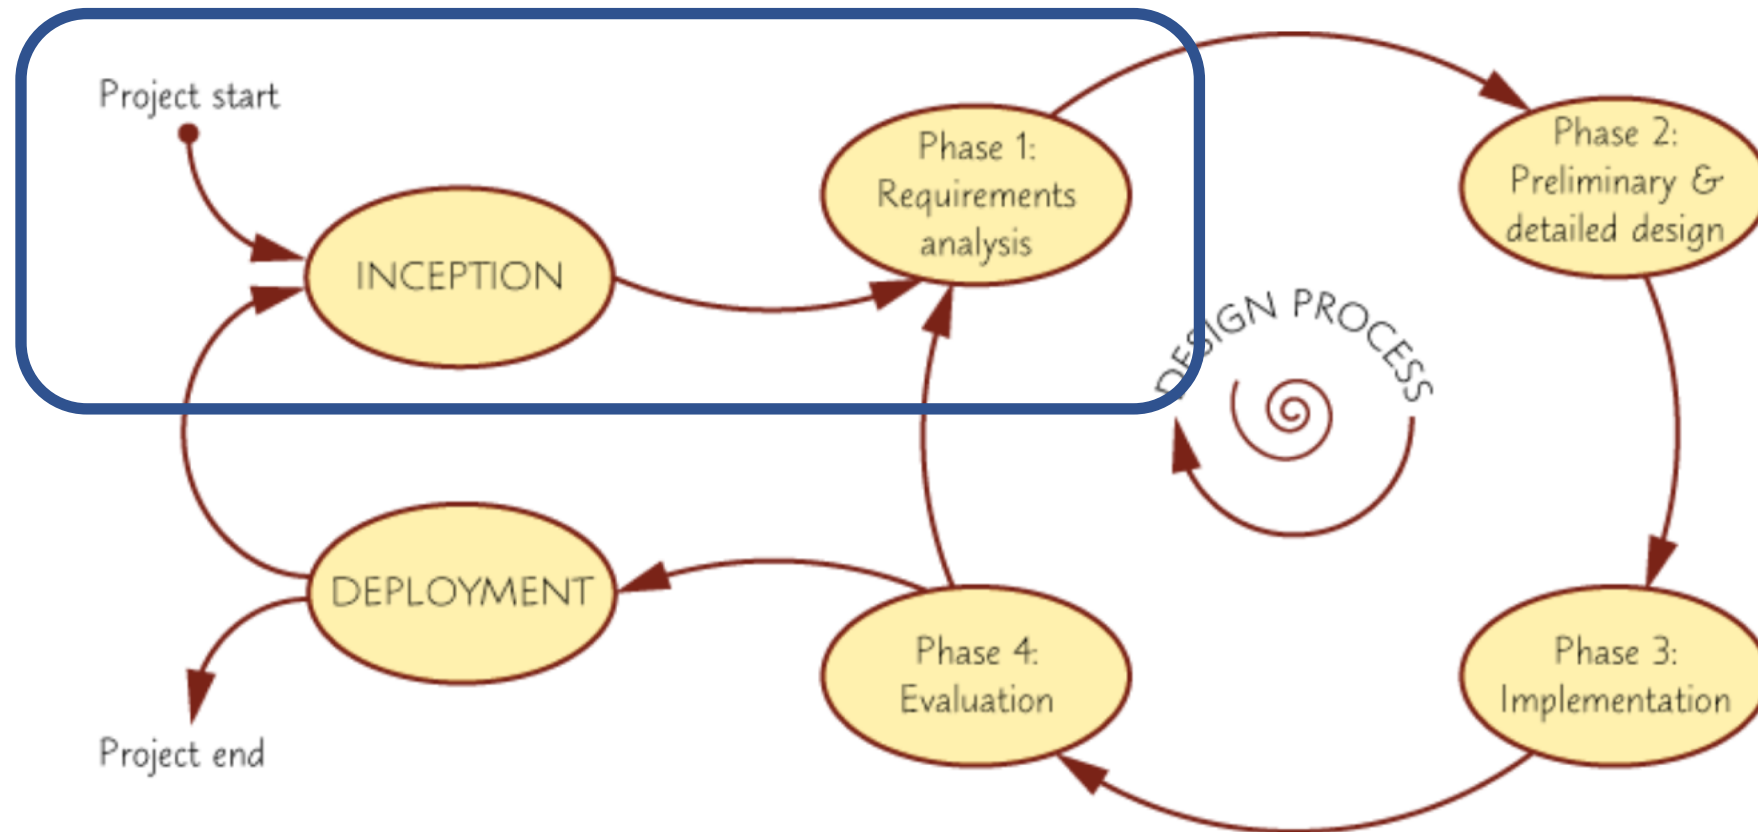 Project start
INCEPTION
Phase 1:
Requirements
analysis
Phase 2:
Preliminary &
detailed design
DESIGN PROCESS
DEPLOYMENT
Phase 4:
Evaluation
Phase 3:
Implementation
Project end